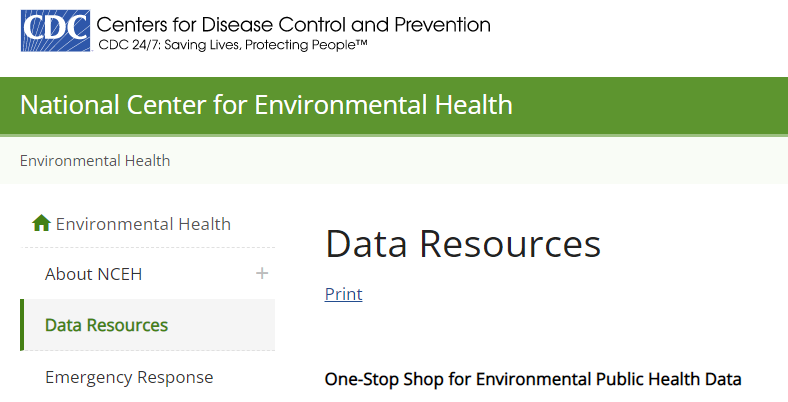 CDC
Centers for Disease Control and Prevention
CDC 24/7: Saving Lives, Protecting People™
National Center for Environmental Health
Environmental Health
Environmental Health
About NCEH
Data Resources
Emergency Response
Data Resources
Print
One-Stop Shop for Environmental Public Health Data